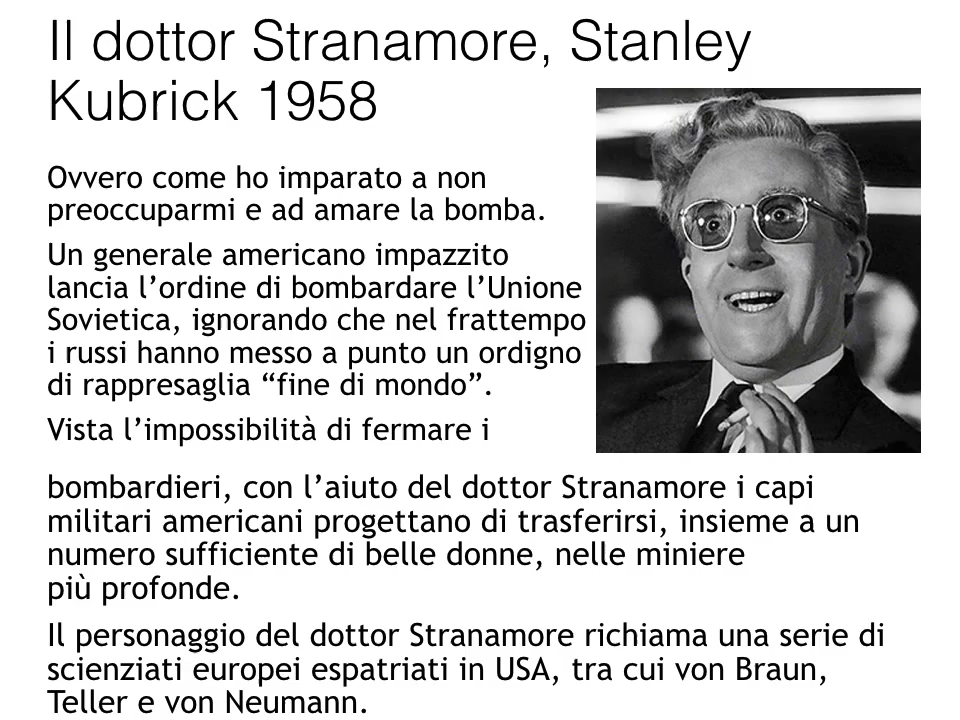 Il dottor Stranamore, Stanley
Kubrick 1958
Ovvero come ho imparato a non
preoccuparmi e ad amare la bomba.
Un generale americano impazzito
lancia l’ordine di bombardare l’Unione
Sovietica, ignorando che nel frattempo
i russi hanno messo a punto un ordigno
di rappresaglia “fine di mondo”.
Vista l’impossibilità di fermare i
bombardieri, con l’aiuto del dottor Stranamore i capi
militari americani progettano di trasferirsi, insieme a un
numero sufficiente di belle donne, nelle miniere
più profonde.
Il personaggio del dottor Stranamore richiama una serie di
scienziati europei espatriati in USA, tra cui von Braun,
Teller e von Neumann.